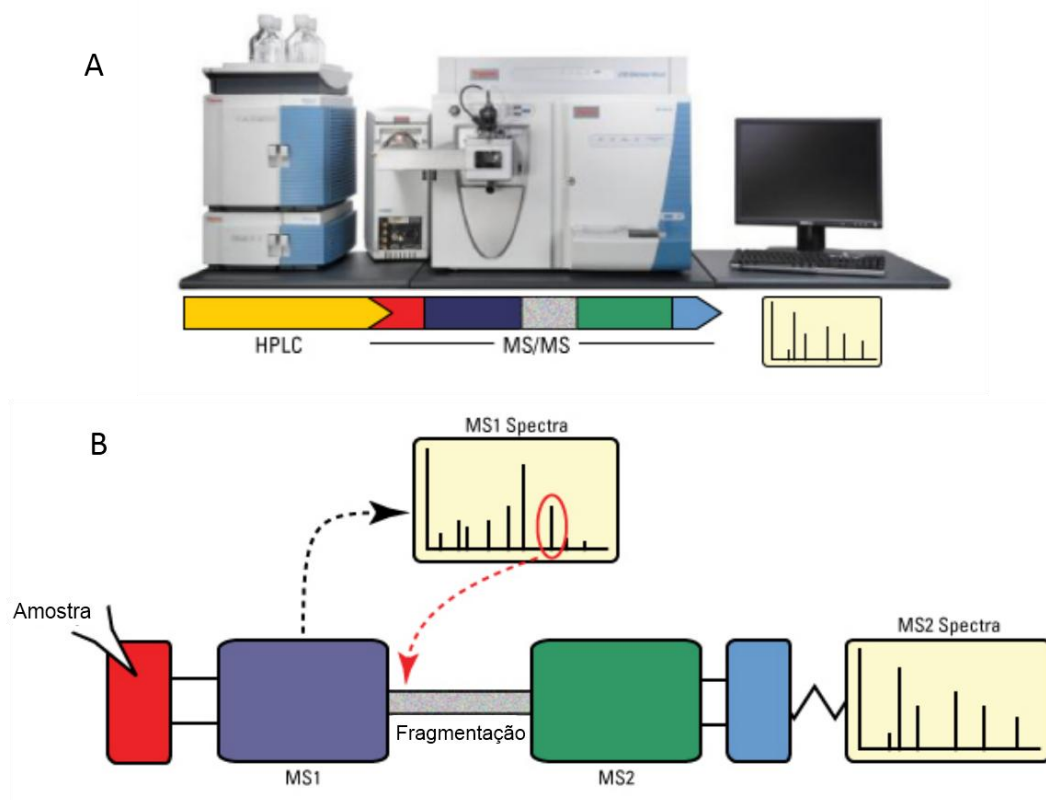 A
HPLC
MS/MS
B
MS1 Spectra
Amostra
Fragmentação
MS1
MS2
MS2 Spectra